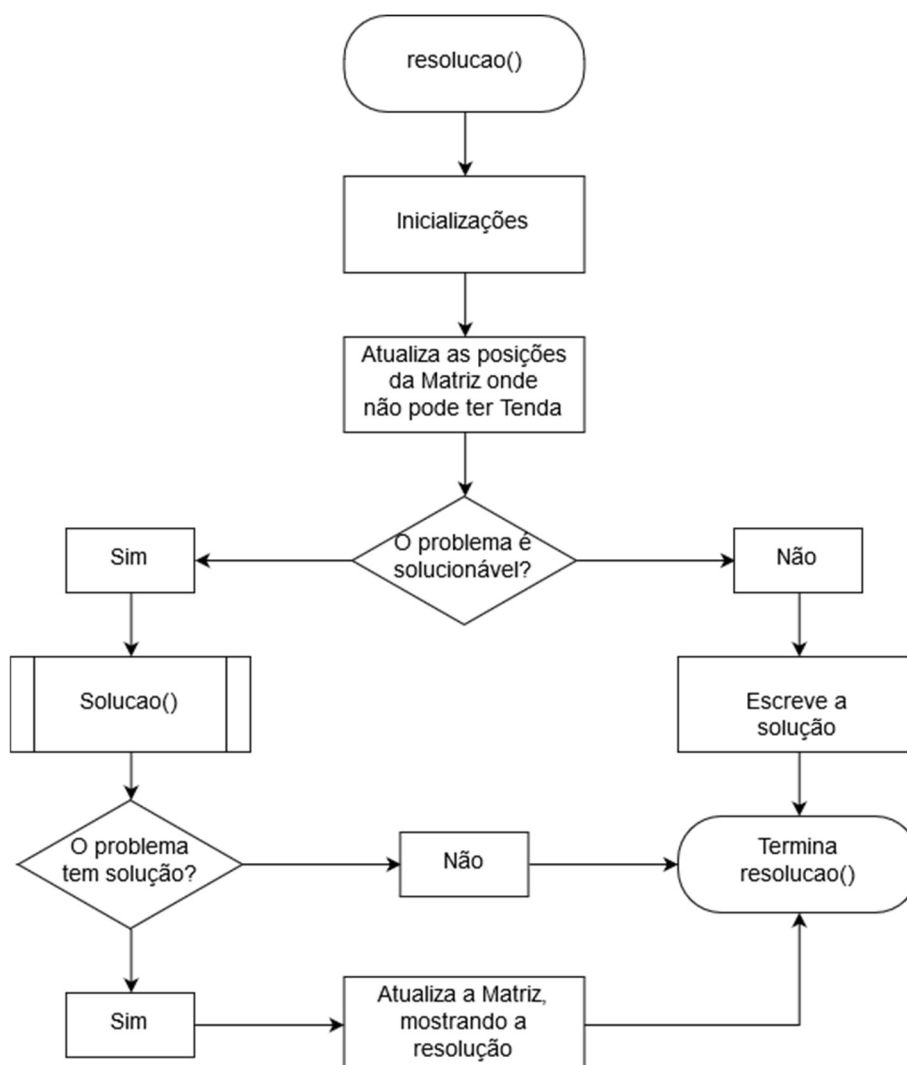 resolucao()
Inicializações
Atualiza as posições
da Matriz onde
não pode ter Tenda
O problema é
solucionável?
Sim
Não
Solucao()
Escreve a
solução
O problema
tem solução?
Não
Termina
resolucao()
Sim
Atualiza a Matriz,
mostrando a
resolução